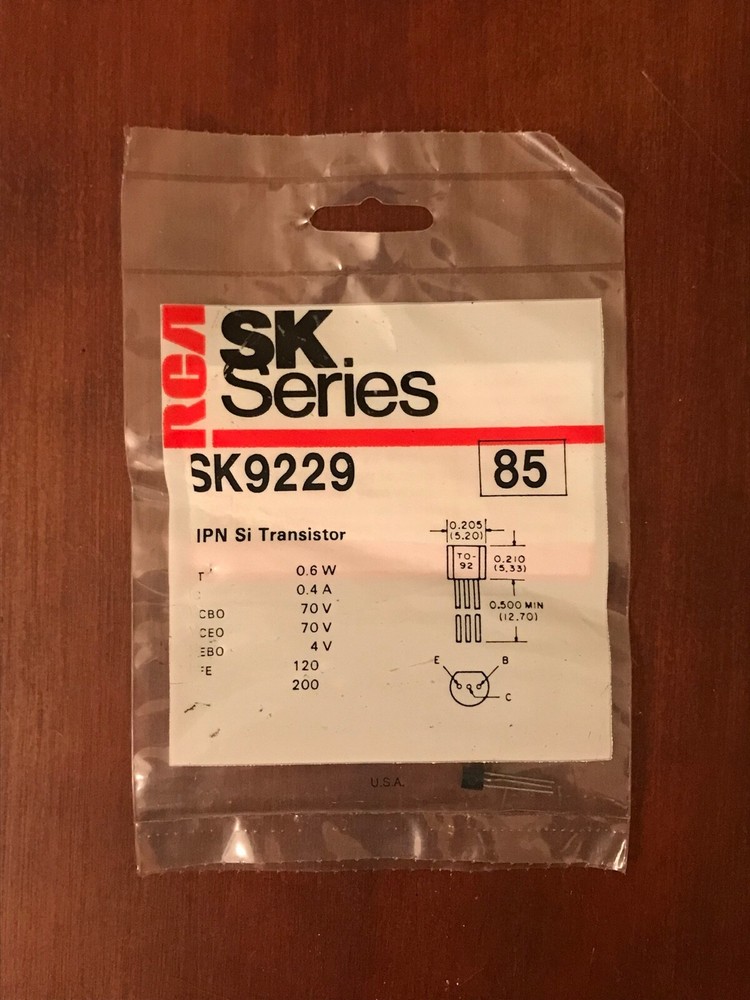 RCA
SK
Series
SK9229
85
IPN Si Transistor
T 0.6 W
0.4 A
CBO 70 V
CEO 70 V
EBO 4 V
FE 120
200
0.205
(5.20)
TO-
92
0.210
(5.33)
0.500 MIN
(12.70)
E
B
C
U.S.A.